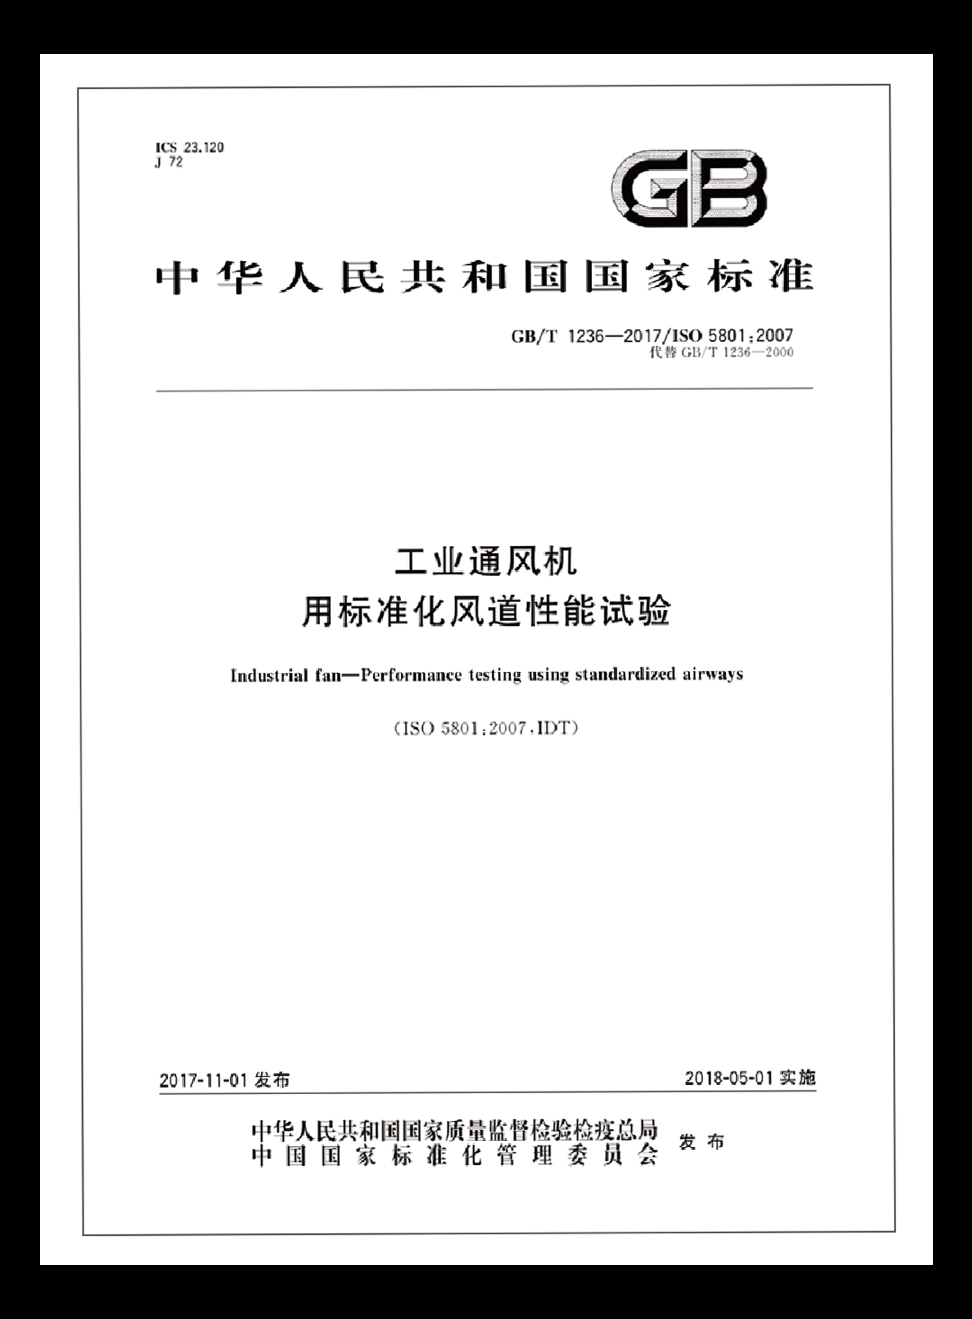 ICS 23.120
J 72
GB
中华人民共和国国家标准
GB/T 1236—2017/ISO 5801:2007
代替 GB/T 1236—2000
工业通风机
用标准化风道性能试验
Industrial fan—Performance testing using standardized airways
(ISO 5801:2007,IDT)
2017-11-01 发布
2018-05-01 实施
中华人民共和国国家质量监督检验检疫总局
中国国家标准化管理委员会
发布